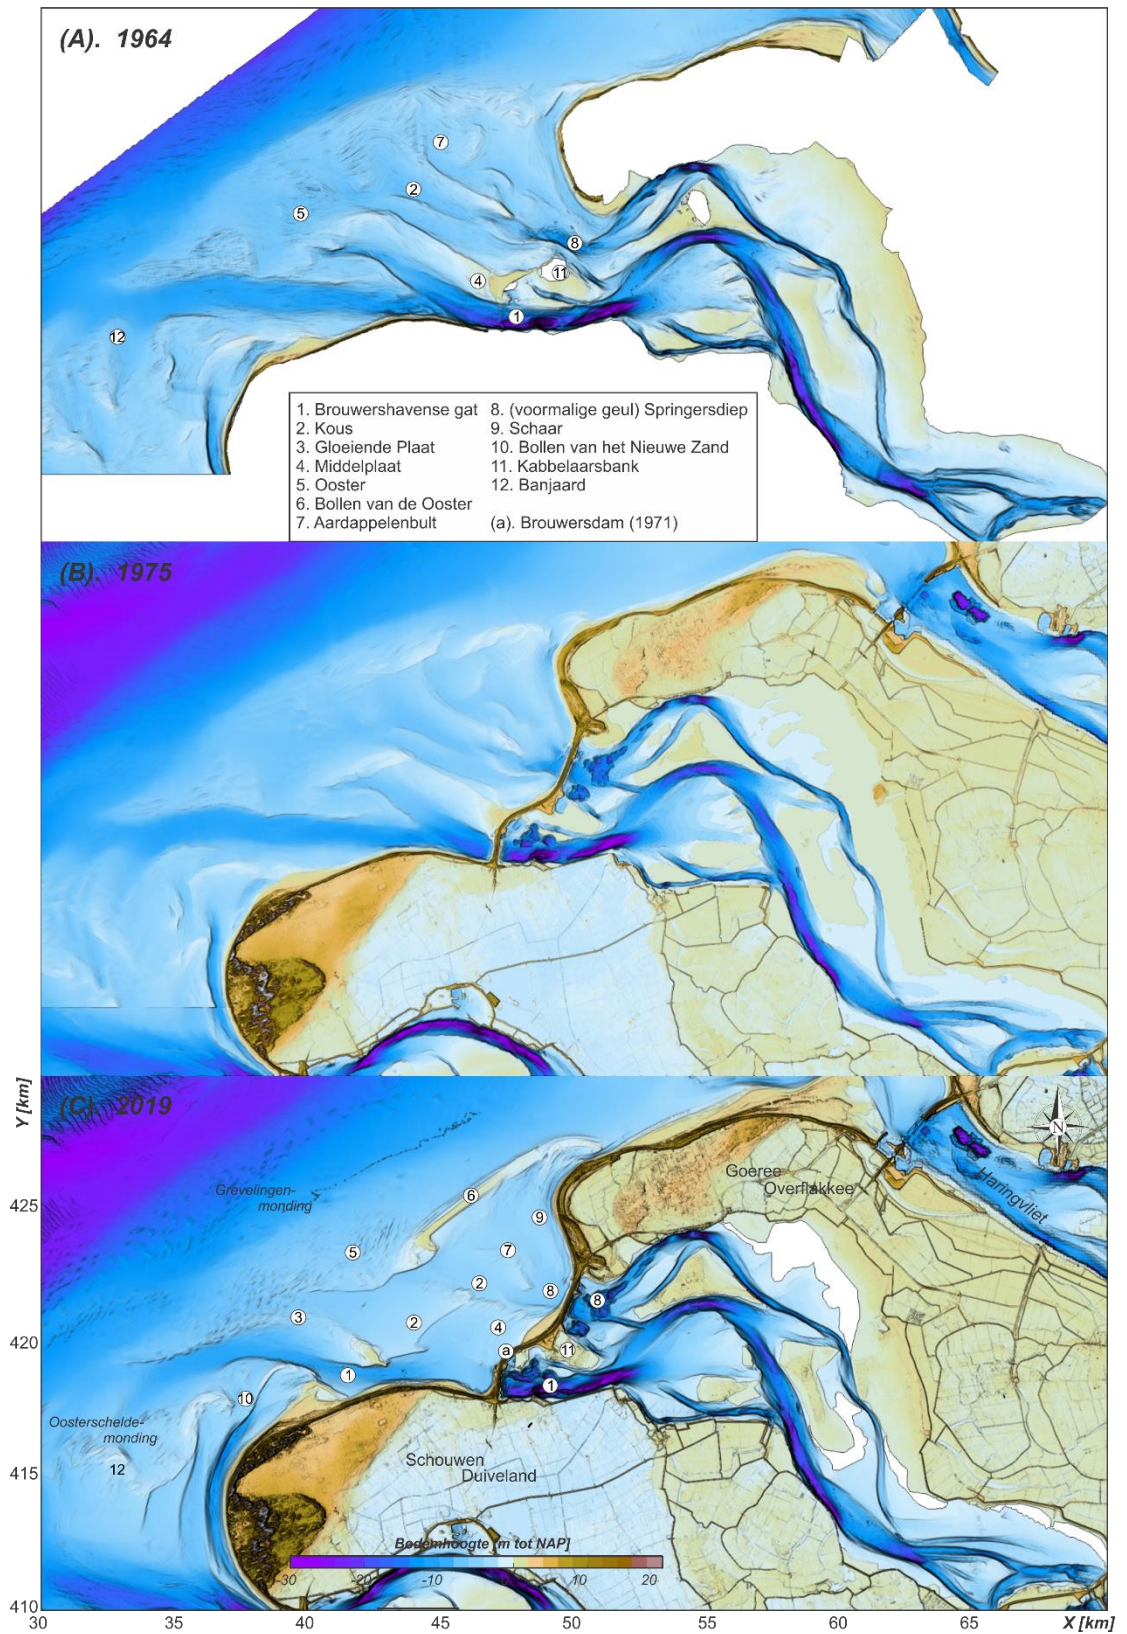 (A). 1964
7
2
5
8
4
11
1
12
1. Brouwershavense gat
2. Kous
3. Gloeiende Plaat
4. Middelplaat
5. Ooster
6. Bollen van de Ooster
7. Aardappelenbult
8. (voormalige geul) Springersdiep
9. Schaar
10. Bollen van het Nieuwe Zand
11. Kabbelaarsbank
12. Banjaard
(a). Brouwersdam (1971)
(B). 1975
(C). 2019
N
Goeree
Overflakkee
Haringvliet
Grevelingen-
monding
6
9
5
7
2
8
8
3
2
4
a
11
1
1
10
Oosterschelde-
monding
12
Schouwen
Duiveland
Bodemhoogte [m tot NAP]
-30 -20 -10 0 10 20
Y [km]
425
420
415
410
30 35 40 45 50 55 60 65 X [km]